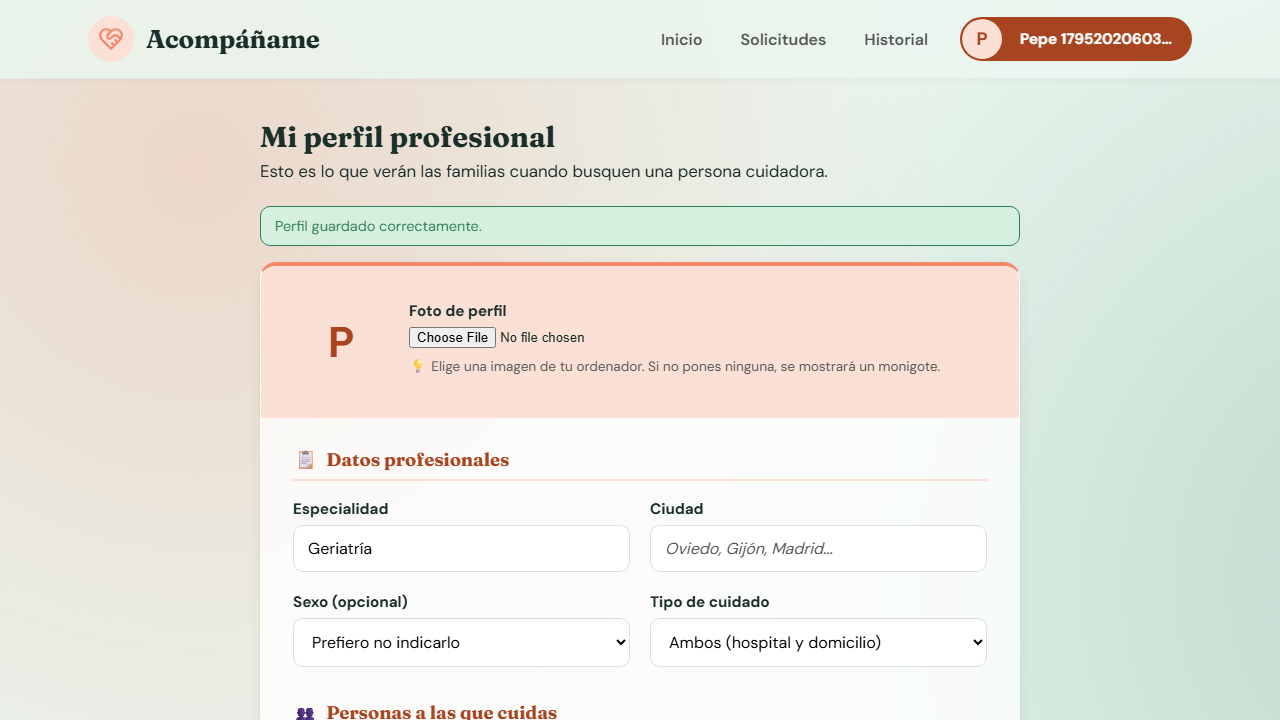 Acompáñame
Inicio
Solicitudes
Historial
P
Pepe 17952020603...
Mi perfil profesional
Esto es lo que verán las familias cuando busquen una persona cuidadora.
Perfil guardado correctamente.
P
Foto de perfil
Choose File No file chosen
Elige una imagen de tu ordenador. Si no pones ninguna, se mostrará un monigote.
Datos profesionales
Especialidad
Ciudad
Geriatría
Oviedo, Gijón, Madrid...
Sexo (opcional)
Tipo de cuidado
Prefiero no indicarlo
Ambos (hospital y domicilio)
Personas a las que cuidas